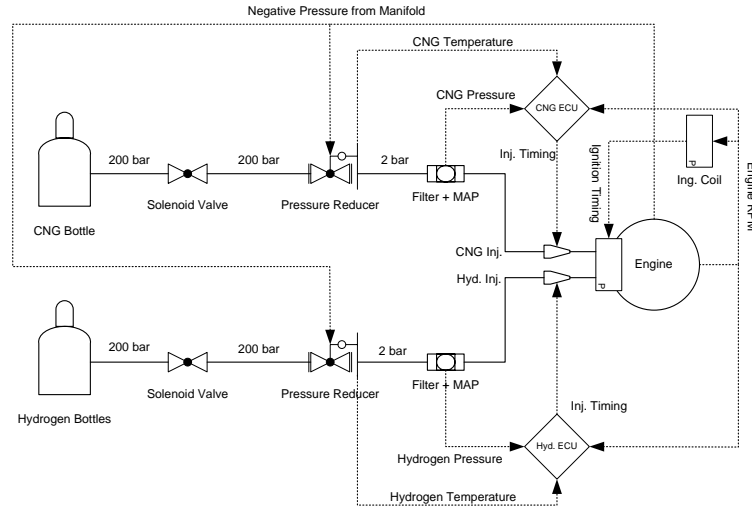 Negative Pressure from Manifold
CNG Temperature
CNG Pressure
CNG ECU
200 bar
200 bar
2 bar
Inj. Timing
Ignition Timing
P
Ing. Coil
Engine RPM
Solenoid Valve
Pressure Reducer
Filter + MAP
CNG Bottle
CNG Inj.
Hyd. Inj.
P
Engine
200 bar
200 bar
2 bar
Solenoid Valve
Pressure Reducer
Filter + MAP
Inj. Timing
Hydrogen Bottles
Hydrogen Pressure
Hyd. ECU
Hydrogen Temperature